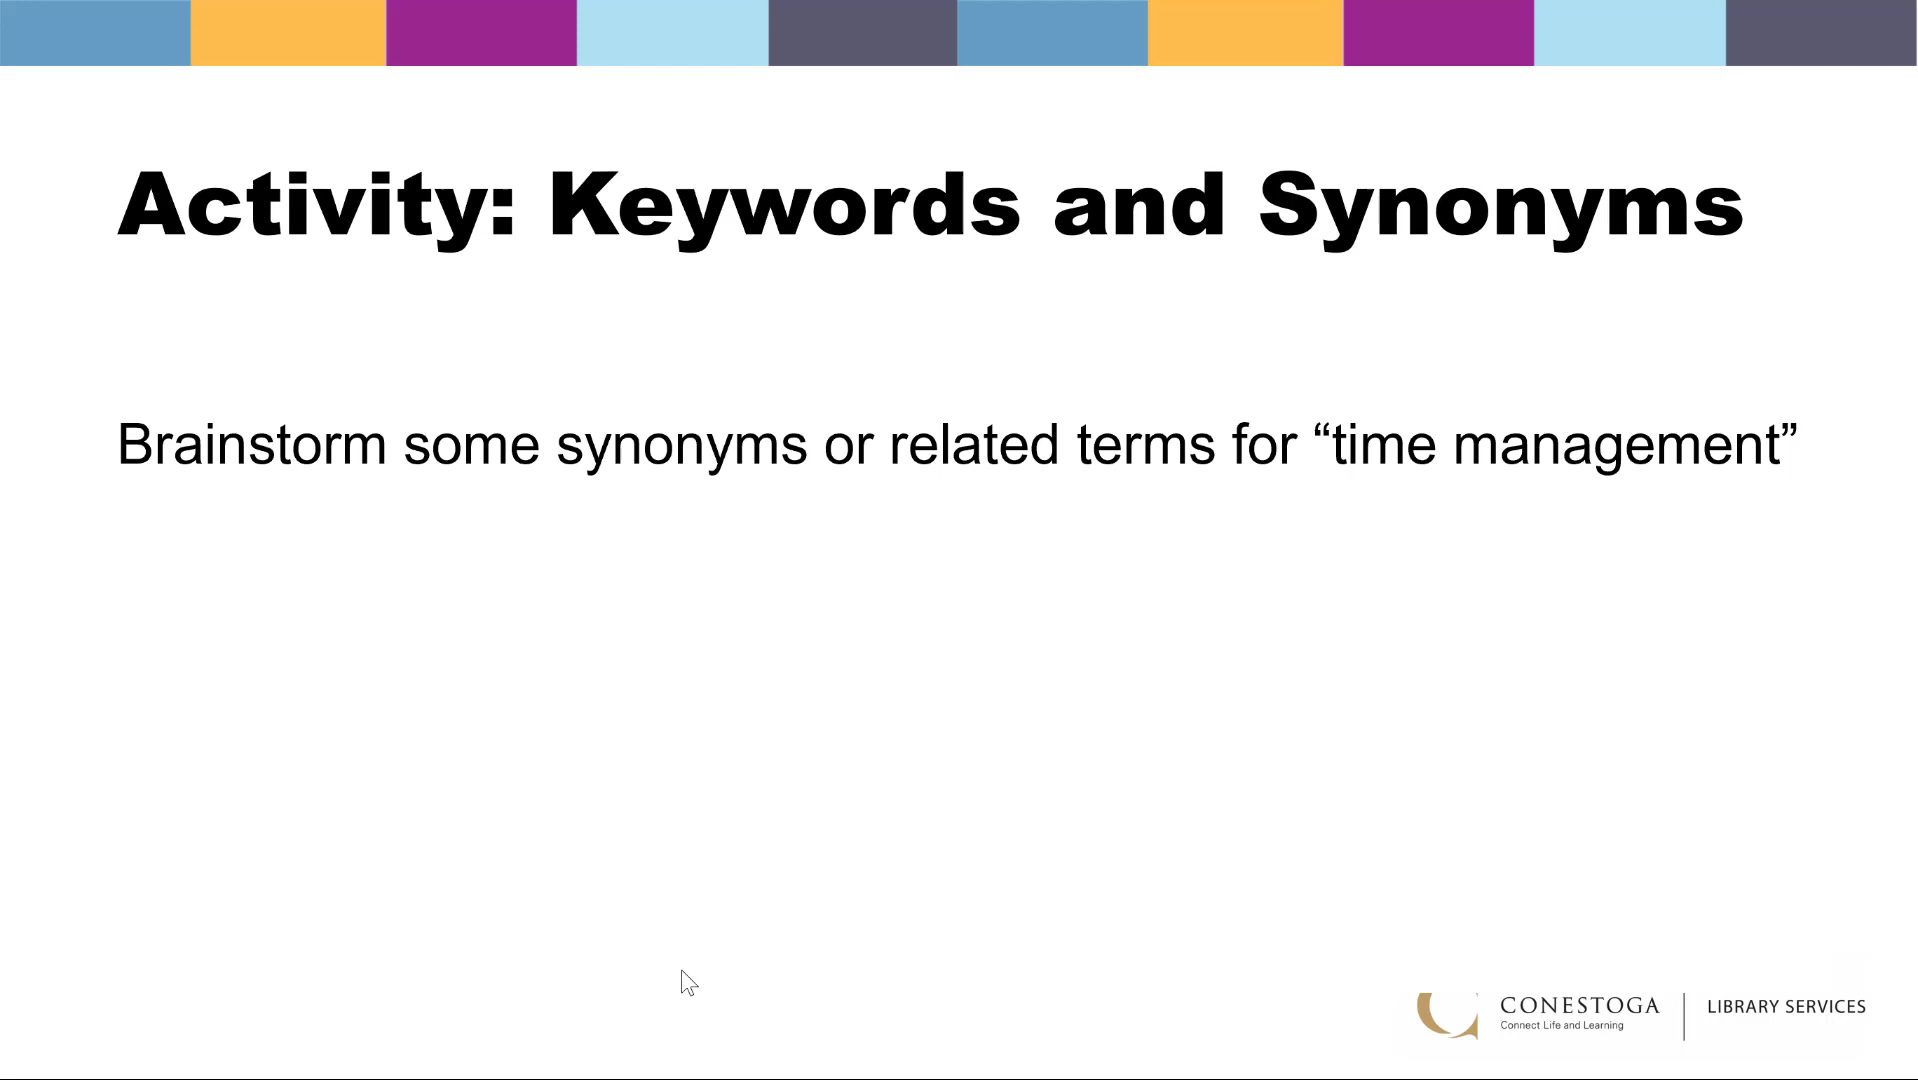 Activity: Keywords and Synonyms
Brainstorm some synonyms or related terms for “time management”
CONESTOGA
Connect Life and Learning
LIBRARY SERVICES